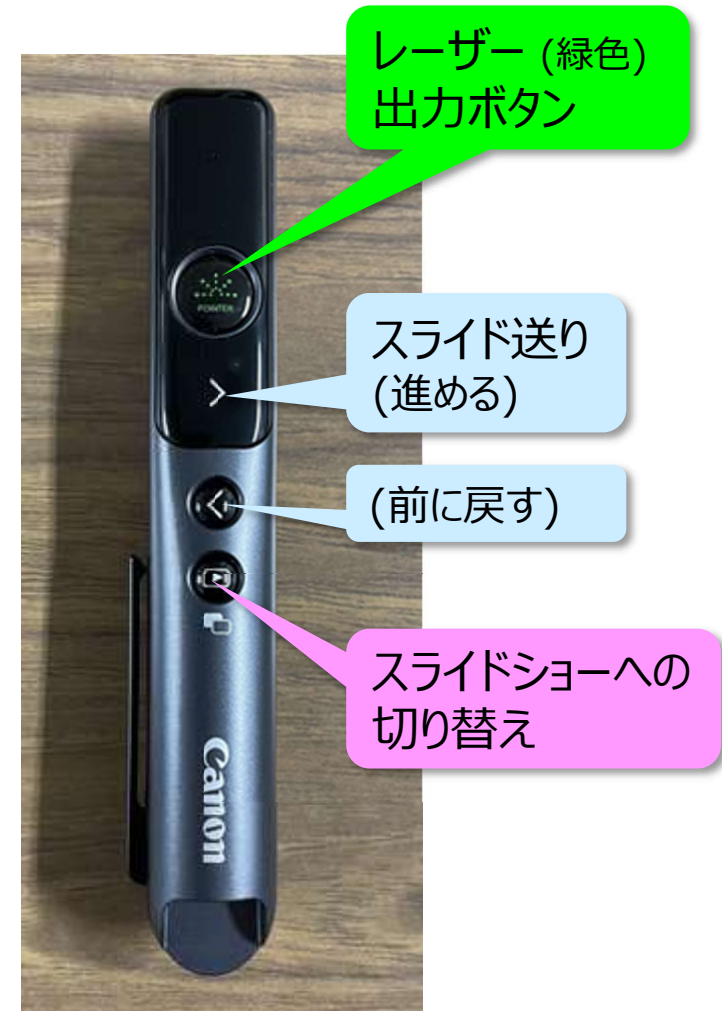 レーザー (緑色)
出力ボタン
POINTER
スライド送り
(進める)
(前に戻す)
スライドショーへの
切り替え
Canon